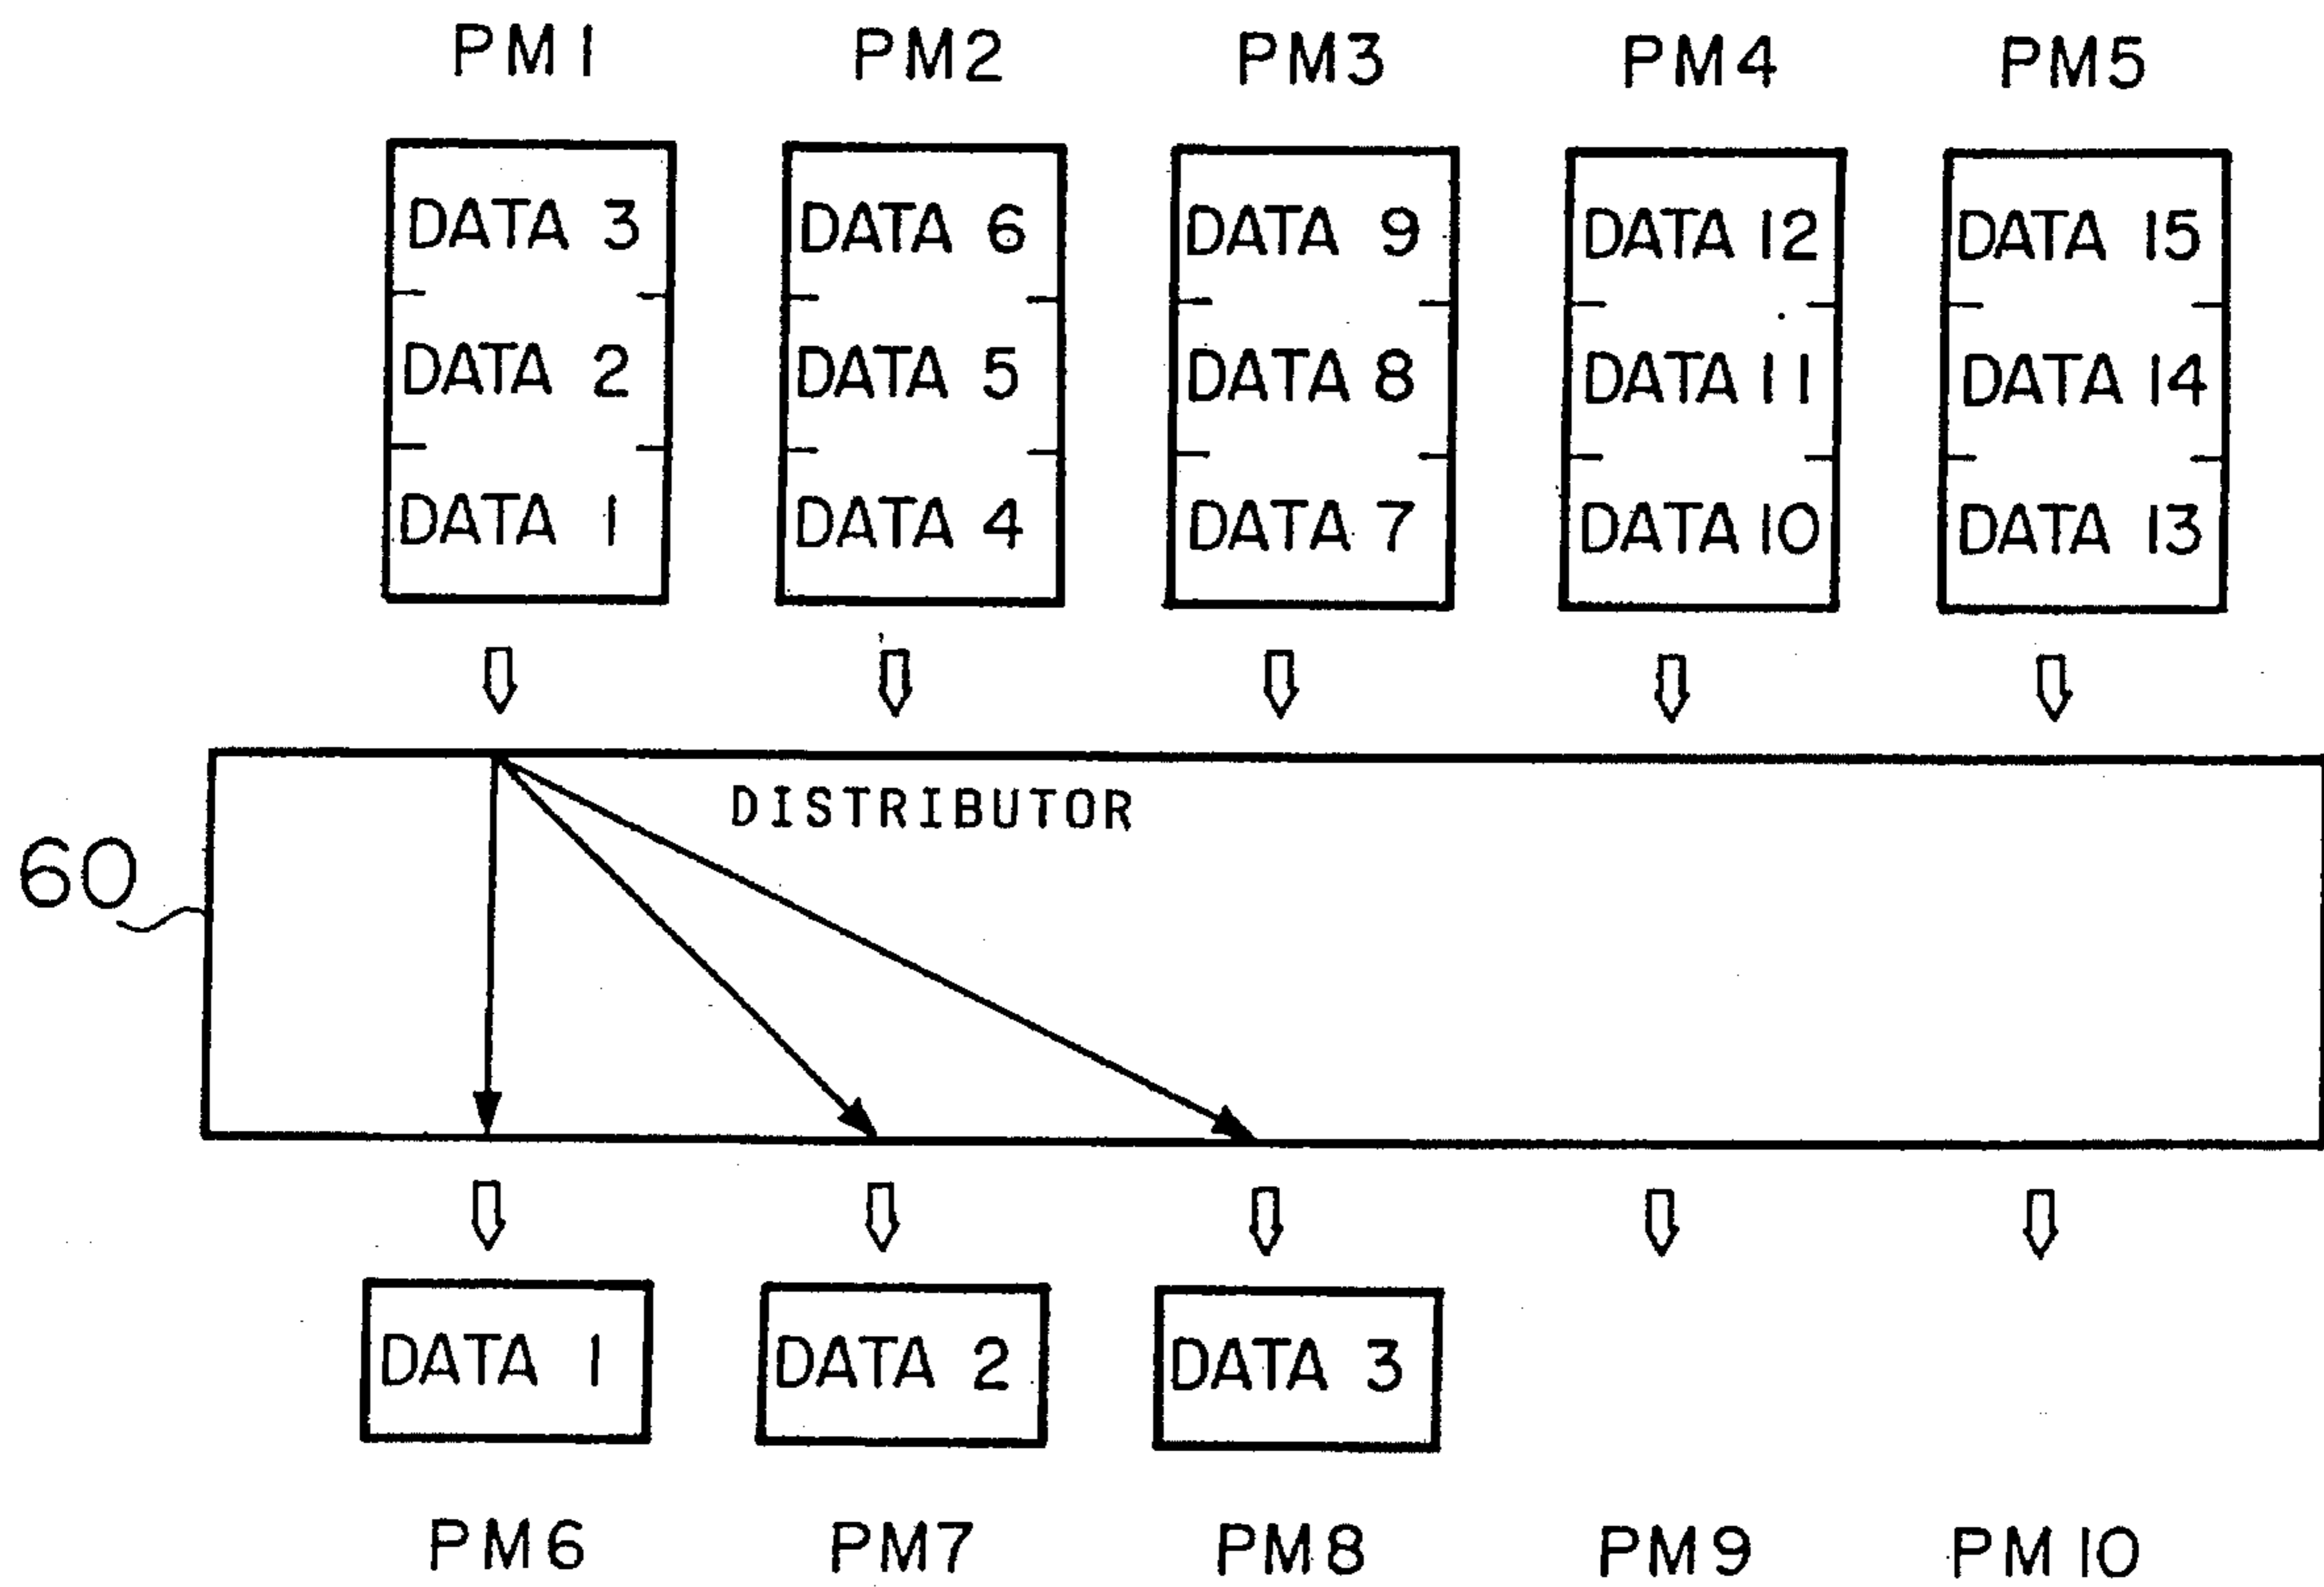 PM1 PM2 PM3 PM4 PM5
DATA 3 DATA 6 DATA 9 DATA 12 DATA 15
DATA 2 DATA 5 DATA 8 DATA 11 DATA 14
DATA 1 DATA 4 DATA 7 DATA 10 DATA 13
DISTRIBUTOR
60
DATA 1 DATA 2 DATA 3
PM6 PM7 PM8 PM9 PM10